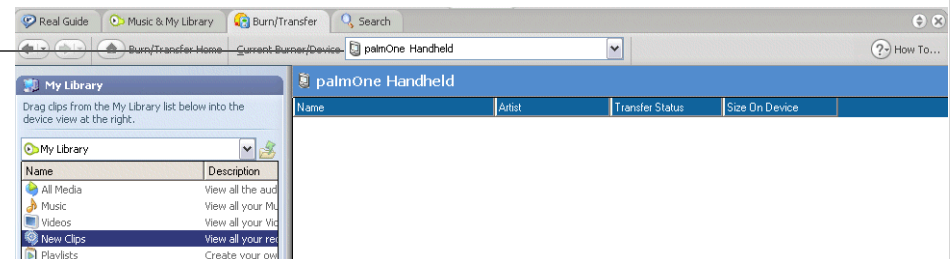 Real Guide Music & My Library Burn/Transfer Search
Burn/Transfer Home Current Burner/Device palmOne Handheld How To...
My Library palmOne Handheld
Drag clips from the My Library list below into the
device view at the right.
Name Artist Transfer Status Size On Device
My Library
Name Description
All Media View all the aud
Music View all your Mu
Videos View all your Vid
New Clips View all your rec
Playlists Create your ow